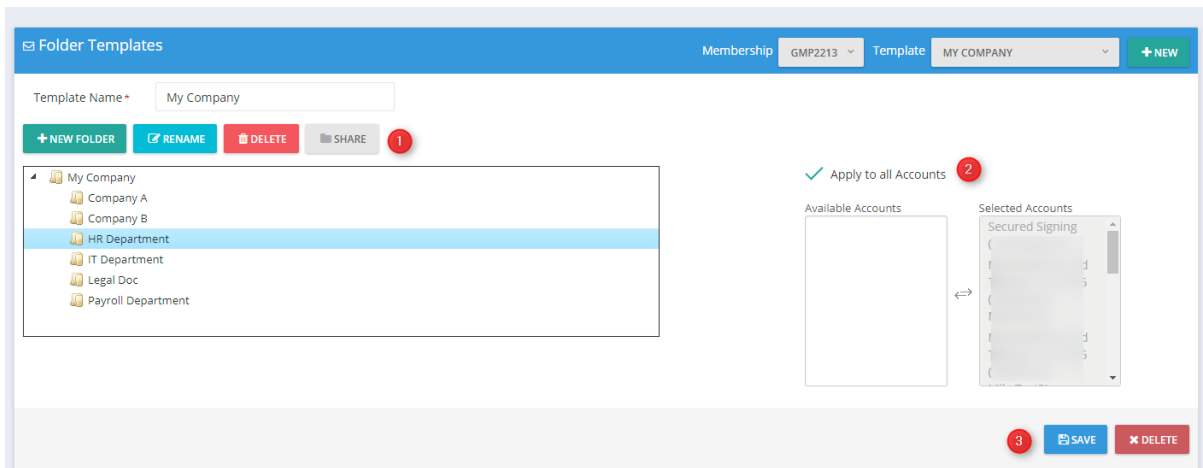 Folder Templates
Membership GMP2213 Template MY COMPANY + NEW
Template Name* My Company
+ NEW FOLDER RENAME DELETE SHARE 1
My Company
Company A
Company B
HR Department
IT Department
Legal Doc
Payroll Department
Apply to all Accounts 2
Available Accounts Selected Accounts
Secured Signing
3 SAVE DELETE